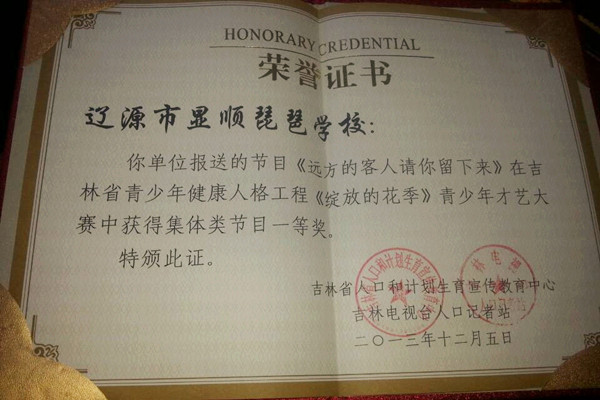 HONORARY CREDENTIAL
荣誉证书
辽源市显顺琵琶学校:
你单位报送的节目《远方的客人请你留下来》在吉
林省青少年健康人格工程《绽放的花季》青少年才艺大
赛中获得集体类节目一等奖。
特颁此证。
吉林省人口和计划生育宣传教育中心
吉林电视台人口记者站
二〇一三年十二月五日